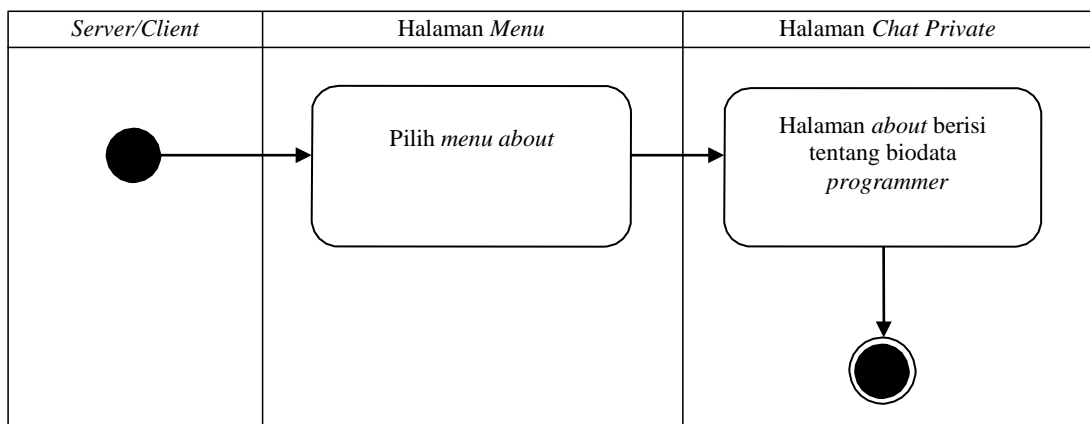 Server/Client
Halaman Menu
Halaman Chat Private
Pilih menu about
Halaman about berisi
tentang biodata
programmer